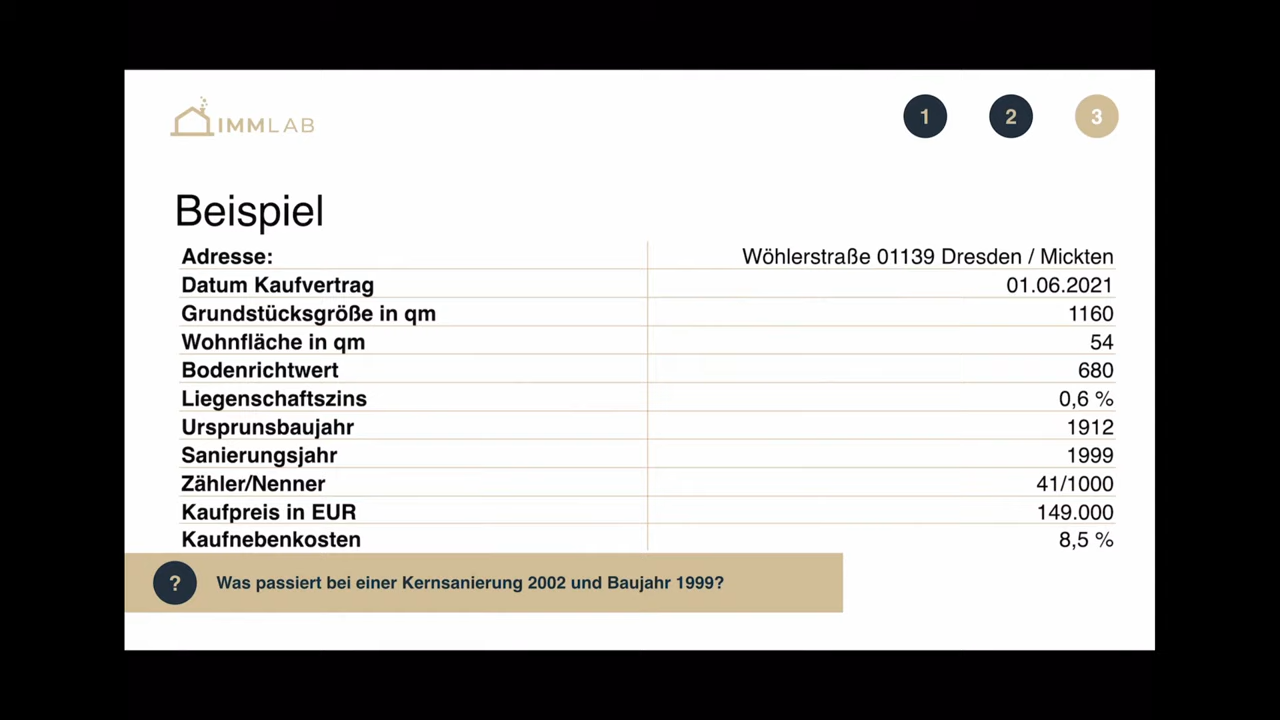 IMMLAB
1 2 3
Beispiel
Adresse: Wöhlerstraße 01139 Dresden / Mickten
Datum Kaufvertrag 01.06.2021
Grundstücksgröße in qm 1160
Wohnfläche in qm 54
Bodenrichtwert 680
Liegenschaftszins 0,6 %
Ursprunsbaujahr 1912
Sanierungsjahr 1999
Zähler/Nenner 41/1000
Kaufpreis in EUR 149.000
Kaufnebenkosten 8,5 %
? Was passiert bei einer Kernsanierung 2002 und Baujahr 1999?